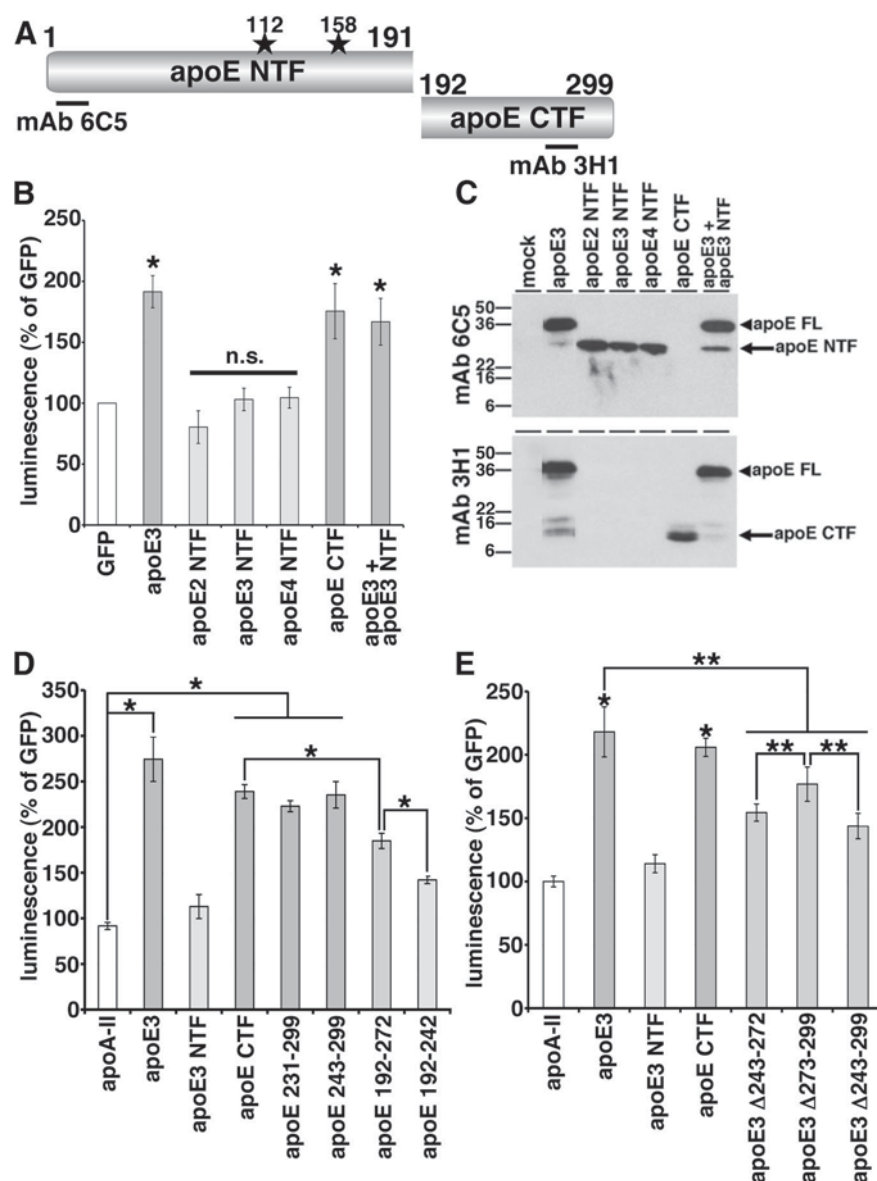 A
1
112
158
191
apoE NTF
192
299
mAb 6C5
apoE CTF
mAb 3H1
B
luminescence (% of GFP)
250
200
150
100
50
0
*
n.s.
*
*
GFP
apoE3
apoE2 NTF
apoE3 NTF
apoE4 NTF
apoE CTF
apoE3 +
apoE3 NTF
C
mock
apoE3
apoE2 NTF
apoE3 NTF
apoE4 NTF
apoE CTF
apoE3 +
apoE3 NTF
mAb 6C5
50
36
22
16
6
apoE FL
apoE NTF
mAb 3H1
50
36
22
16
6
apoE FL
apoE CTF
D
luminescence (% of GFP)
350
300
250
200
150
100
50
0
*
*
*
*
apoA-II
apoE3
apoE3 NTF
apoE CTF
apoE 231-299
apoE 243-299
apoE 192-272
apoE 192-242
E
luminescence (% of GFP)
250
200
150
100
50
0
**
*
*
**
**
apoA-II
apoE3
apoE3 NTF
apoE CTF
apoE3 Δ243-272
apoE3 Δ273-299
apoE3 Δ243-299